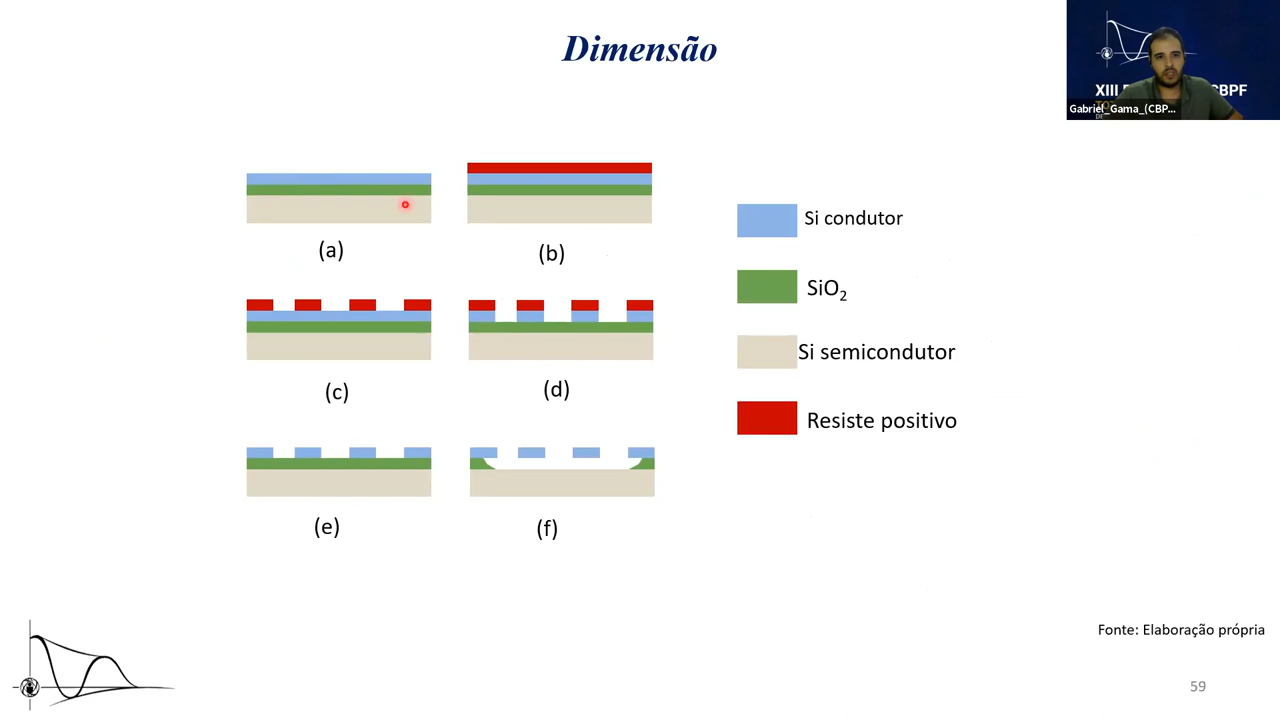 Dimensão
XIII
CBPF
Gabriel_Gama_(CBP...
(a)
(b)
(c)
(d)
(e)
(f)
Si condutor
SiO₂
Si semicondutor
Resiste positivo
Fonte: Elaboração própria
59